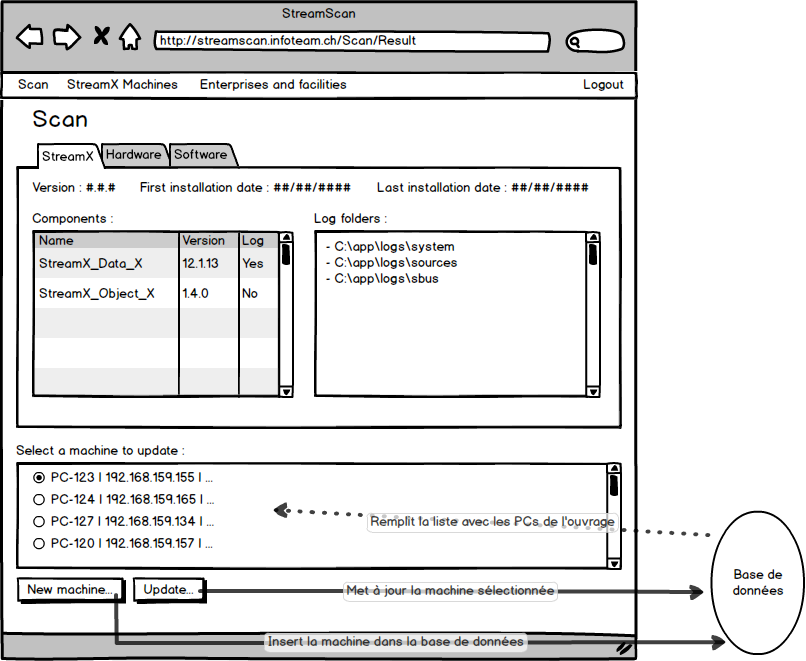 StreamScan
http://streamscan.infoteam.ch/Scan/Result
Scan StreamX Machines Enterprises and facilities Logout
Scan
StreamX Hardware Software
Version : #.#.# First installation date : ##/##/#### Last installation date : ##/##/####
Components :
Name Version Log
StreamX_Data_X 12.1.13 Yes
StreamX_Object_X 1.4.0 No
Log folders :
- C:\app\logs\system
- C:\app\logs\sources
- C:\app\logs\sbus
Select a machine to update :
PC-123 | 192.168.159.155 | ...
PC-124 | 192.168.159.165 | ...
PC-127 | 192.168.159.134 | ...
PC-120 | 192.168.159.157 | ...
Remplit la liste avec les PCs de l'ouvrage
Base de
données
New machine... Update... Met à jour la machine sélectionnée
Insert la machine dans la base de données